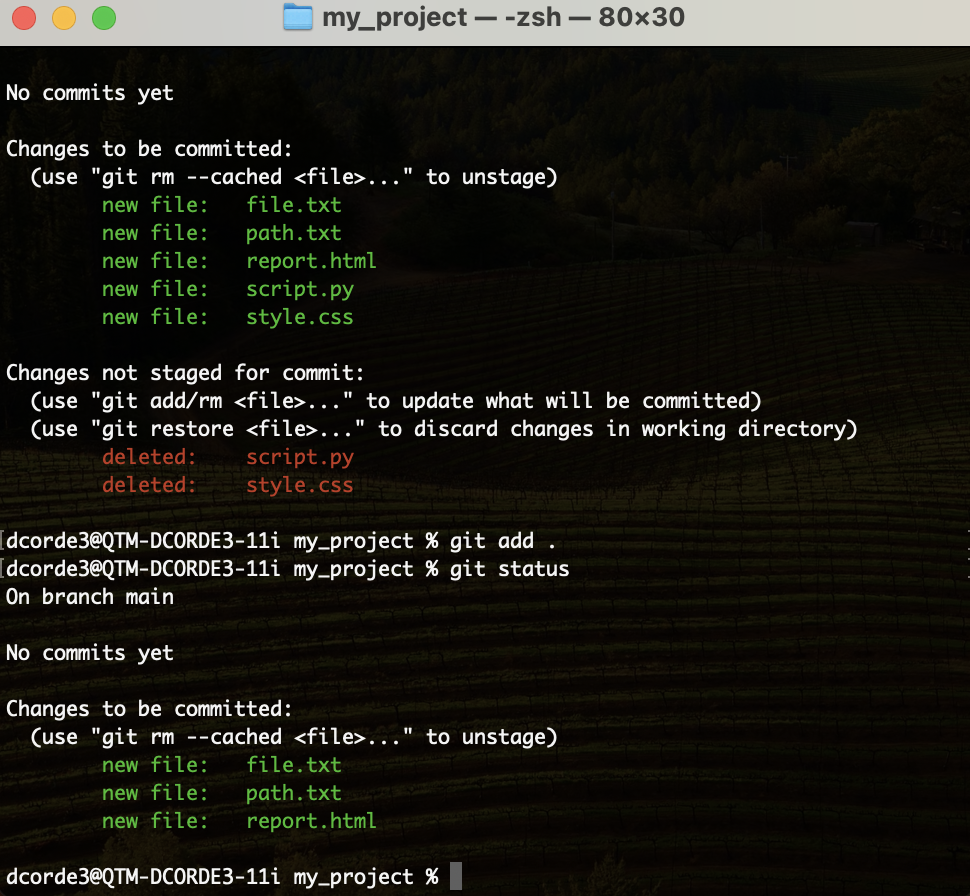 my_project — -zsh — 80×30
No commits yet
Changes to be committed:
  (use "git rm --cached <file>..." to unstage)
        new file:   file.txt
        new file:   path.txt
        new file:   report.html
        new file:   script.py
        new file:   style.css
Changes not staged for commit:
  (use "git add/rm <file>..." to update what will be committed)
  (use "git restore <file>..." to discard changes in working directory)
        deleted:    script.py
        deleted:    style.css
[dcorde3@QTM-DCORDE3-11i my_project % git add .
[dcorde3@QTM-DCORDE3-11i my_project % git status
On branch main
No commits yet
Changes to be committed:
  (use "git rm --cached <file>..." to unstage)
        new file:   file.txt
        new file:   path.txt
        new file:   report.html
dcorde3@QTM-DCORDE3-11i my_project %